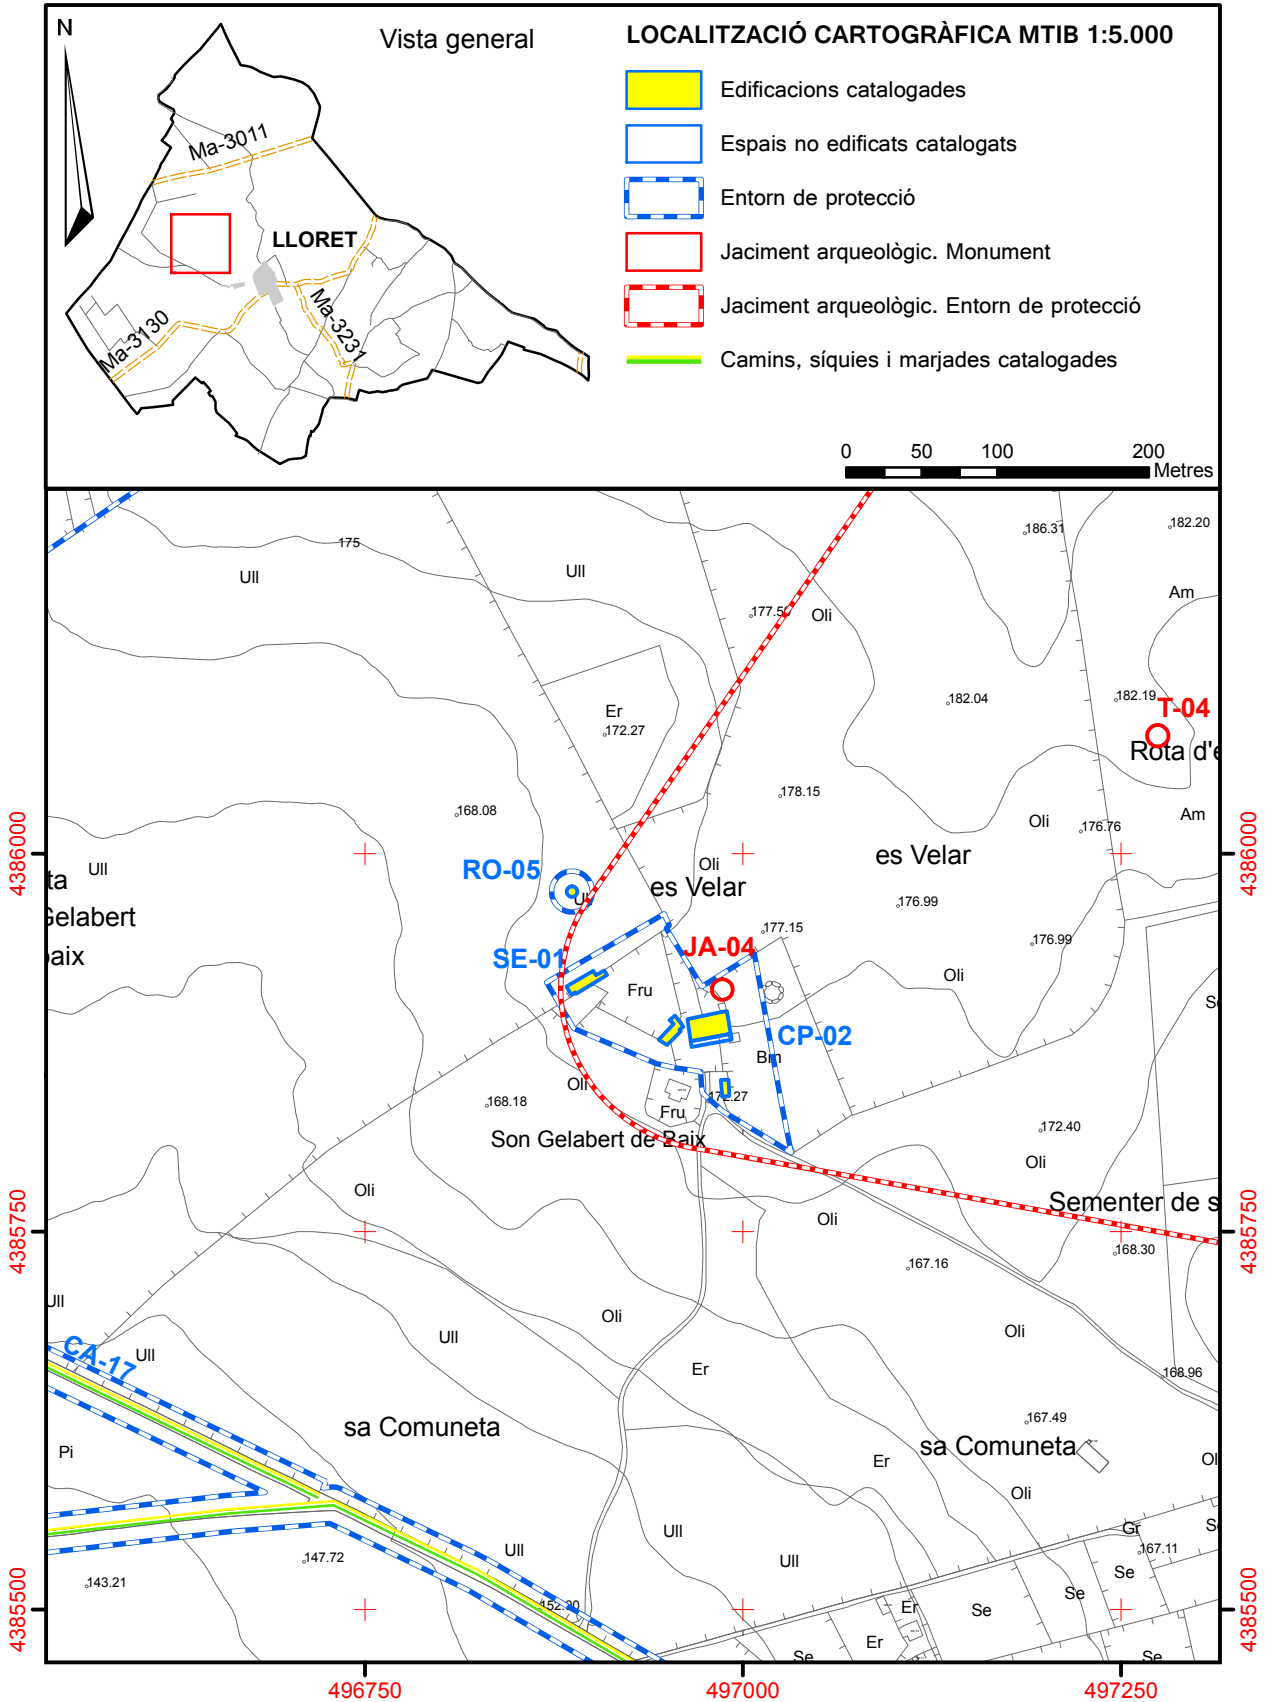 N
Vista general
Ma-3011
LLORET
Ma-3130
Ma-3231
LOCALITZACIÓ CARTOGRÀFICA MTIB 1:5.000
Edificacions catalogades
Espais no edificats catalogats
Entorn de protecció
Jaciment arqueològic. Monument
Jaciment arqueològic. Entorn de protecció
Camins, síquies i marjades catalogades
0 50 100 200
Metres
175
Ull
Ull
186.31
182.20
Am
177.50
Oli
182.04
182.19
T-04
Er
172.27
Rota d'e
178.15
168.08
Oli
176.76
Am
4386000
4386000
Ull
RO-05
Oli
es Velar
es Velar
ta
Gelabert
baix
176.99
177.15
176.99
JA-04
SE-01
Oli
Fru
CP-02
Bm
Oli
168.18
172.27
Fru
Son Gelabert de Baix
172.40
Oli
Oli
Sementer de s
Oli
4385750
4385750
168.30
167.16
Ull
Oli
Oli
CA-17
Ull
Ull
Er
168.96
167.49
sa Comuneta
sa Comuneta
Pi
Er
Ol
Oli
Ull
Gr
167.11
147.72
Ull
Ull
Se
143.21
Se
152.00
Er
Se
4385500
4385500
Er
Se
Se
496750
497000
497250